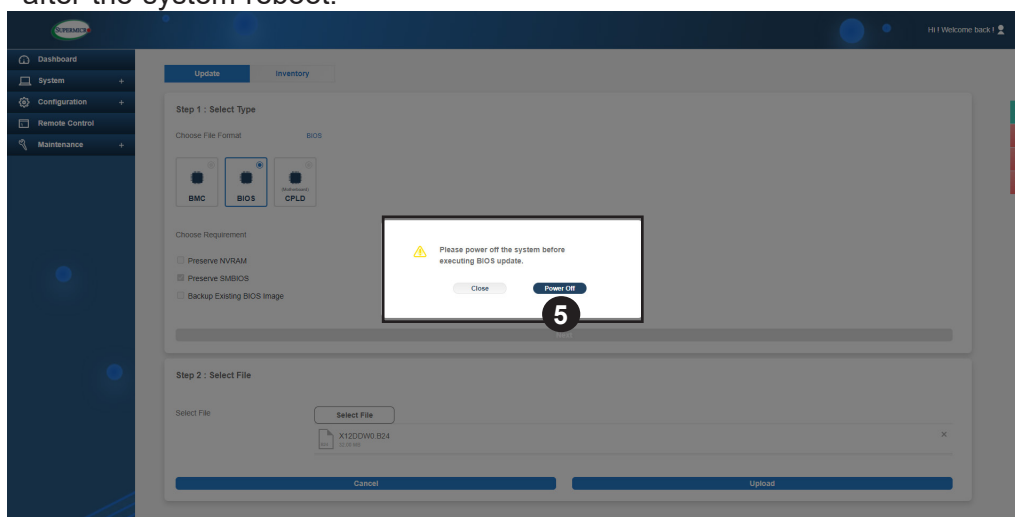 after the system reboot.
SUPERMICR
Hi ! Welcome back !
Dashboard
System +
Configuration +
Remote Control
Maintenance +
Update Inventory
Step 1 : Select Type
Choose File Format BIOS
BMC
BIOS
CPLD
Choose Requirement
Preserve NVRAM
Preserve SMBIOS
Backup Existing BIOS Image
Please power off the system before
executing BIOS update.
Close Power Off
5
Step 2 : Select File
Select File Select File
X12DDW0.B24
Cancel Upload